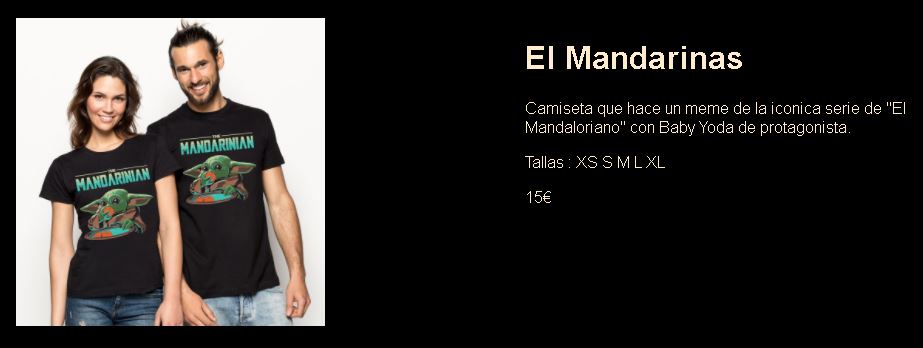 El Mandarinas
Camiseta que hace un meme de la iconica serie de "El
Mandaloriano" con Baby Yoda de protagonista.
Tallas : XS S M L XL
15€
THE
MANDARINIAN
THE
MANDARINIAN